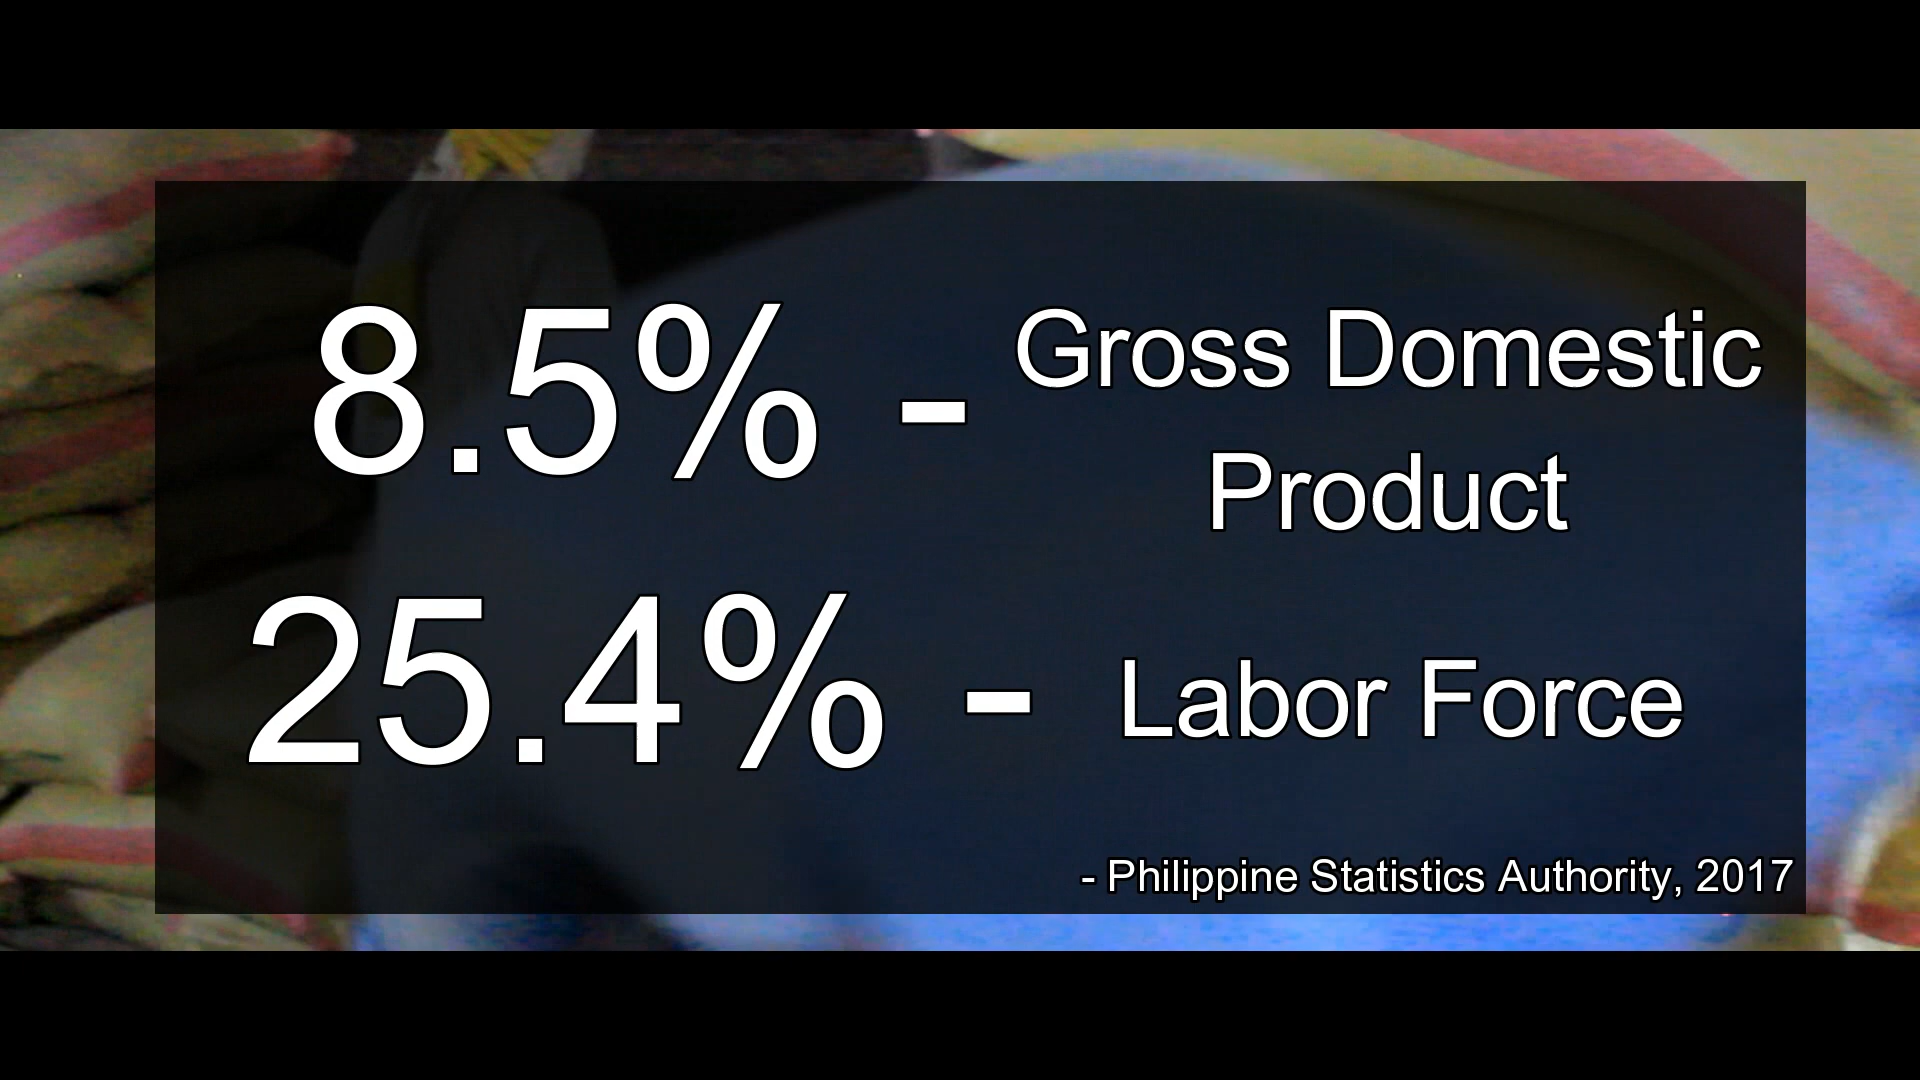 8.5% - Gross Domestic
Product
25.4% - Labor Force
- Philippine Statistics Authority, 2017